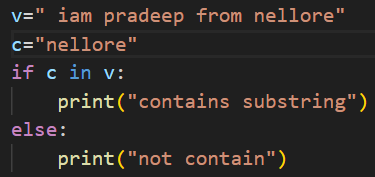 v=" iam pradeep from nellore"
c="nellore"
if c in v:
    print("contains substring")
else:
    print("not contain")